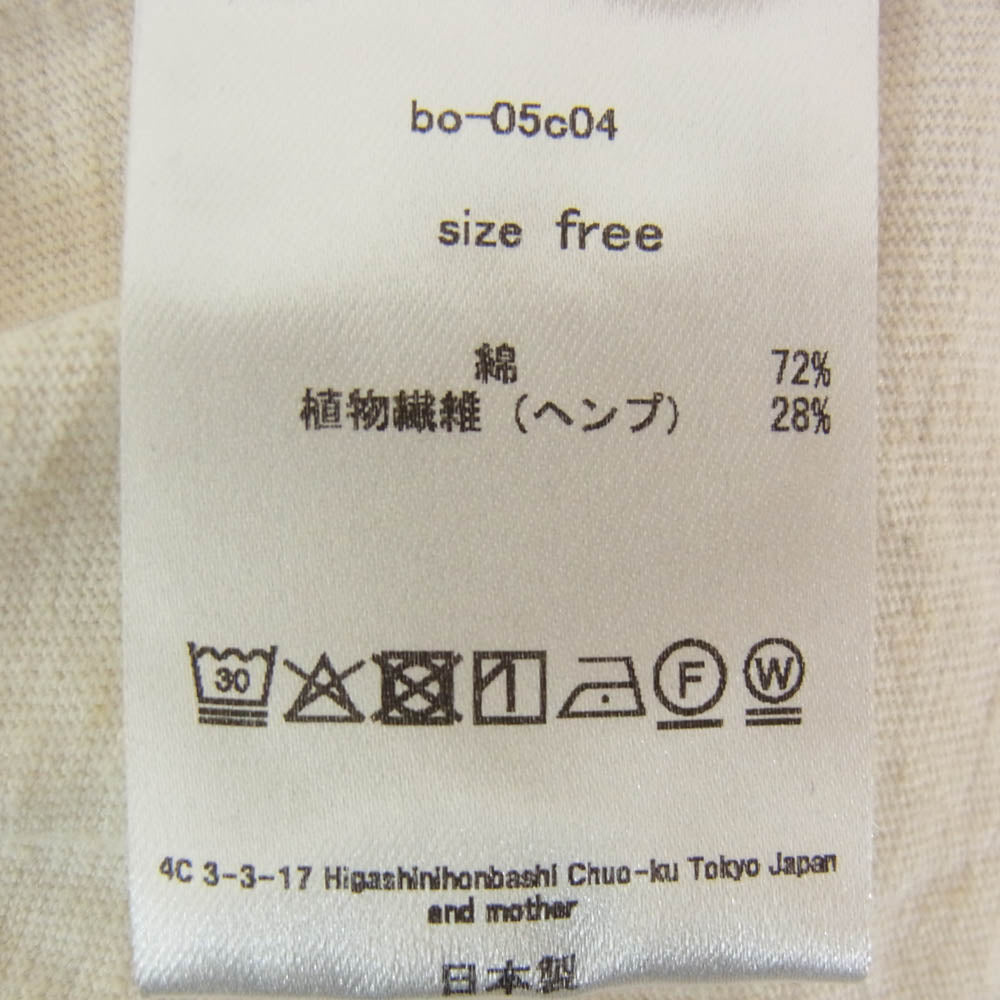 bo-05c04
size free
綿 72%
植物繊維 (ヘンプ) 28%
30 F W
4C 3-3-17 Higashinihonbashi Chuo-ku Tokyo Japan
and mother
日本製